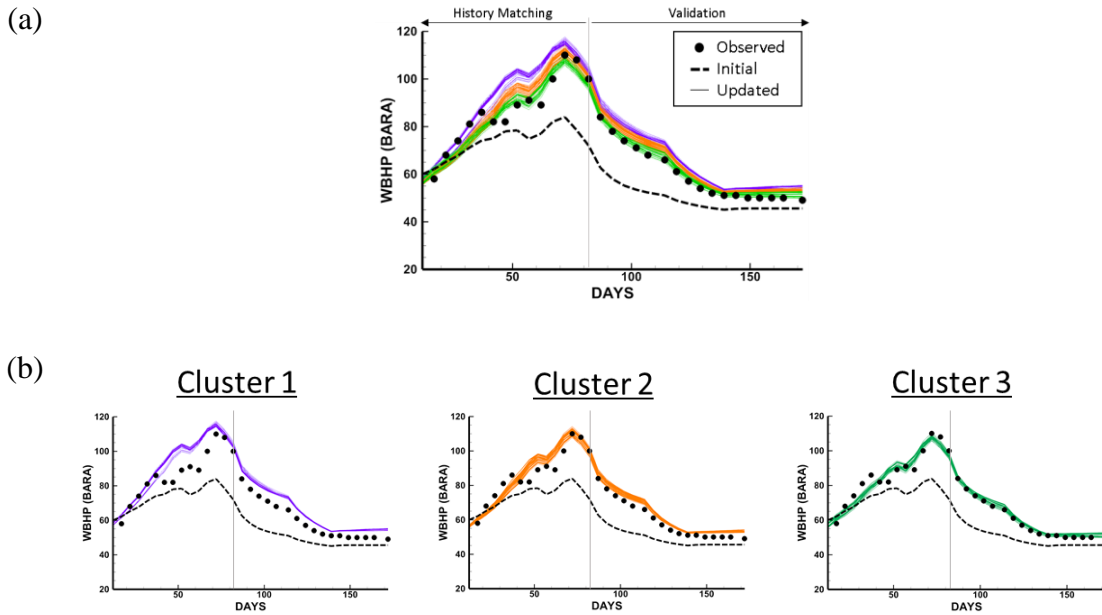 (a)
History Matching Validation
120
100
80
60
40
20
WBHP (BARA)
Observed
Initial
Updated
50 100 150
DAYS
(b)
Cluster 1 Cluster 2 Cluster 3
120 120 120
100 100 100
80 80 80
60 60 60
40 40 40
20 20 20
WBHP (BARA) WBHP (BARA) WBHP (BARA)
50 100 150 50 100 150 50 100 150
DAYS DAYS DAYS